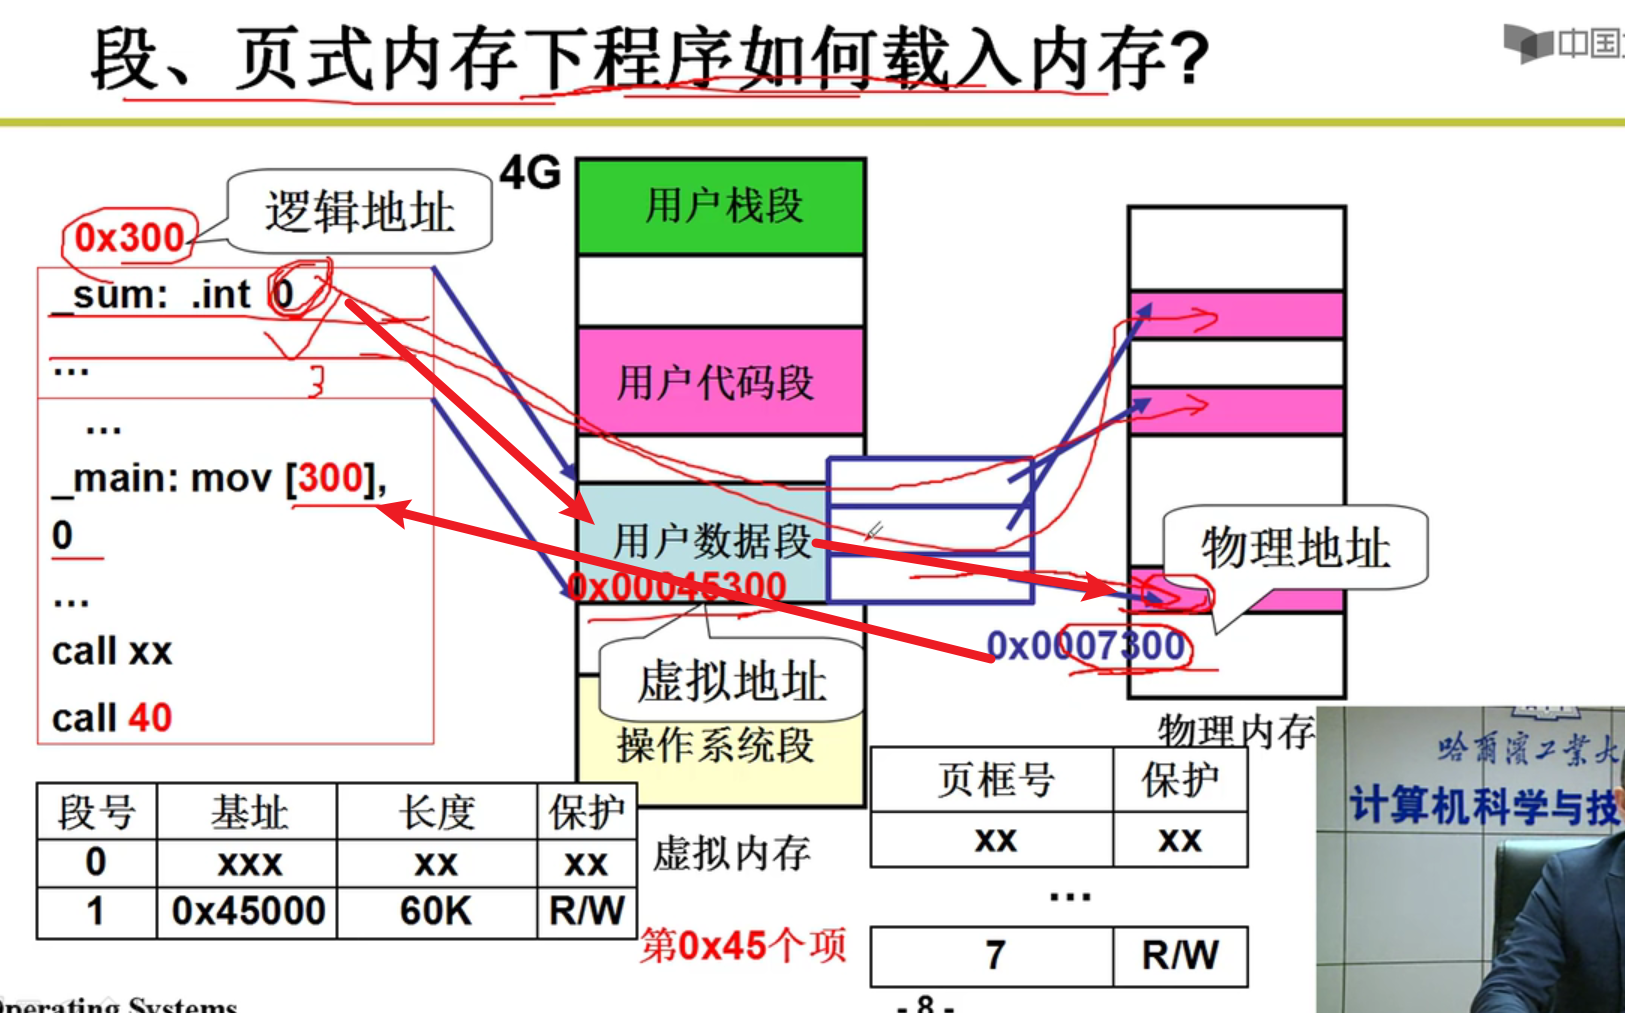 段、页式内存下程序如何载入内存?
中国
4G
用户栈段
逻辑地址
0x300
_sum: .int 0
...
3
用户代码段
...
_main: mov [300],
0
...
call xx
call 40
用户数据段
0x00045300
虚拟地址
操作系统段
物理地址
0x0007300
物理内存
虚拟内存
段号 基址 长度 保护
0 xxx xx xx
1 0x45000 60K R/W
页框号 保护
xx xx
...
第0x45个项
7 R/W
哈爾濱工業大
计算机科学与技
Operating Systems
- 8 -